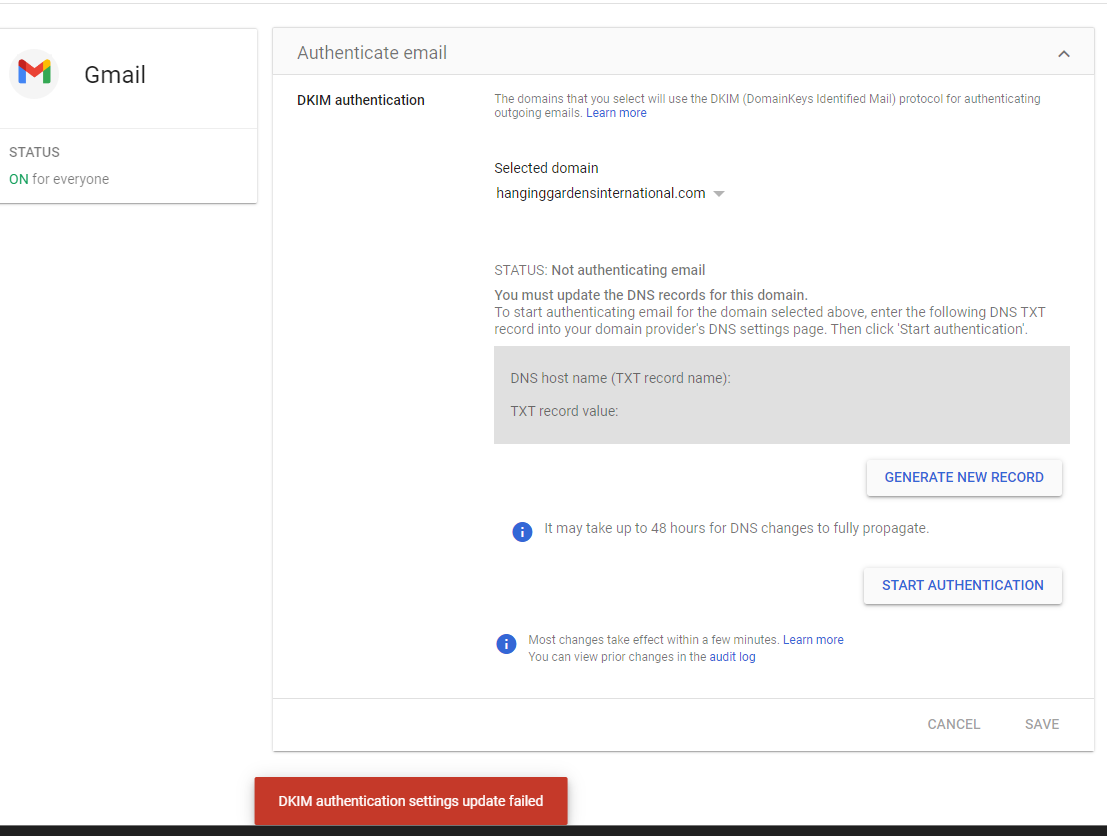 Gmail
STATUS
ON for everyone
Authenticate email
DKIM authentication
The domains that you select will use the DKIM (DomainKeys Identified Mail) protocol for authenticating
outgoing emails. Learn more
Selected domain
hanginggardensinternational.com
STATUS: Not authenticating email
You must update the DNS records for this domain.
To start authenticating email for the domain selected above, enter the following DNS TXT
record into your domain provider's DNS settings page. Then click 'Start authentication'.
DNS host name (TXT record name):
TXT record value:
GENERATE NEW RECORD
It may take up to 48 hours for DNS changes to fully propagate.
START AUTHENTICATION
Most changes take effect within a few minutes. Learn more
You can view prior changes in the audit log
CANCEL SAVE
DKIM authentication settings update failed